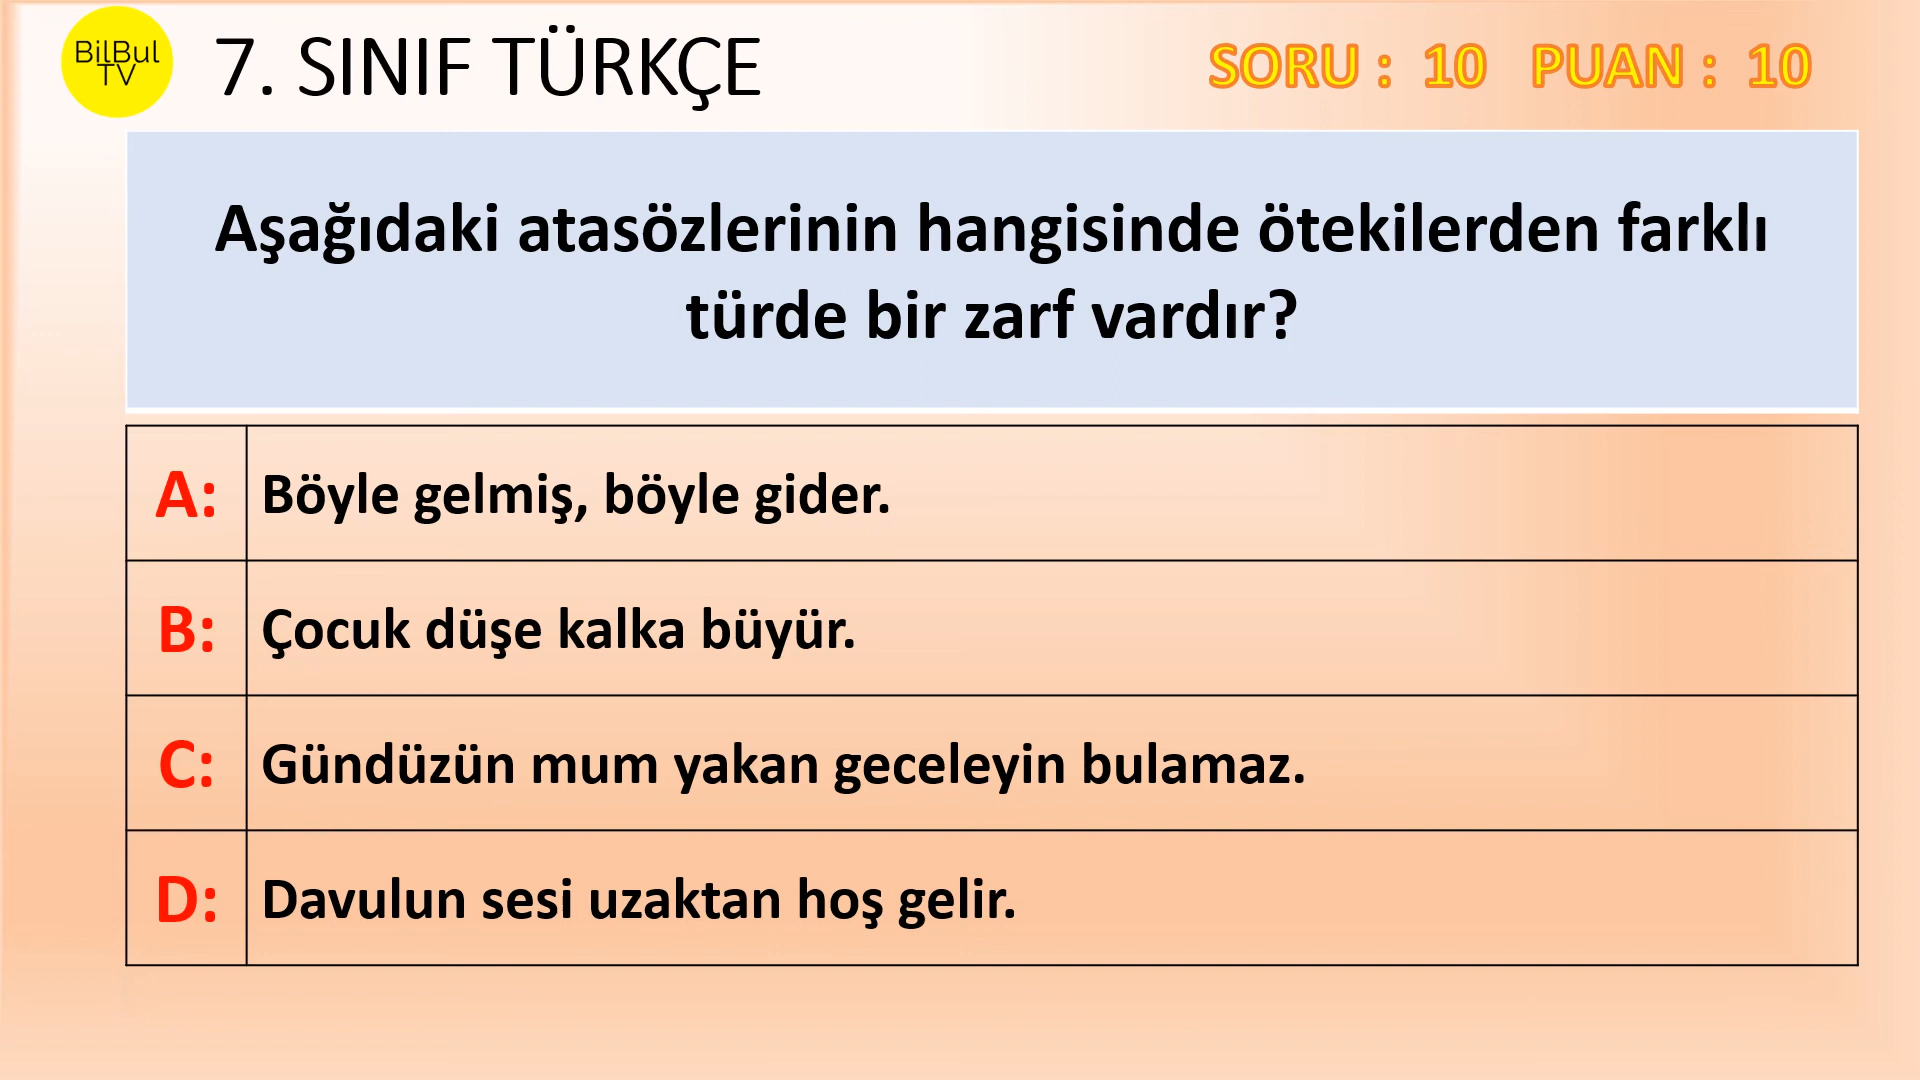 BilBul
TV
7. SINIF TÜRKÇE
SORU : 10 PUAN : 10
Aşağıdaki atasözlerinin hangisinde ötekilerden farklı
türde bir zarf vardır?
A: Böyle gelmiş, böyle gider.
B: Çocuk düşe kalka büyür.
C: Gündüzün mum yakan geceleyin bulamaz.
D: Davulun sesi uzaktan hoş gelir.